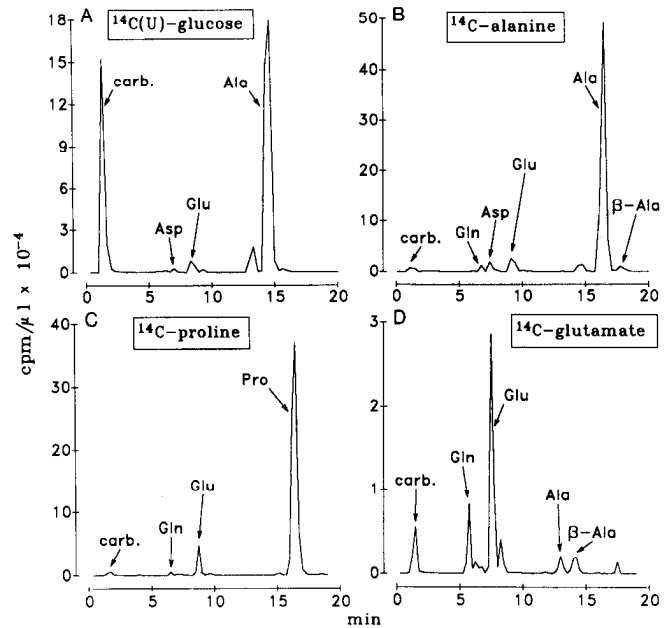 A
¹⁴C(U)-glucose
18
15
12
9
6
3
0
carb.
Asp
Glu
Ala
0
5
10
15
20
B
¹⁴C-alanine
50
40
30
20
10
0
carb.
Gln
Asp
Glu
Ala
β-Ala
0
5
10
15
20
cpm/μl x 10⁻⁴
C
¹⁴C-proline
40
30
20
10
0
carb.
Gln
Glu
Pro
0
5
10
15
20
D
¹⁴C-glutamate
3
2
1
0
carb.
Gln
Glu
Ala
β-Ala
0
5
10
15
20
min